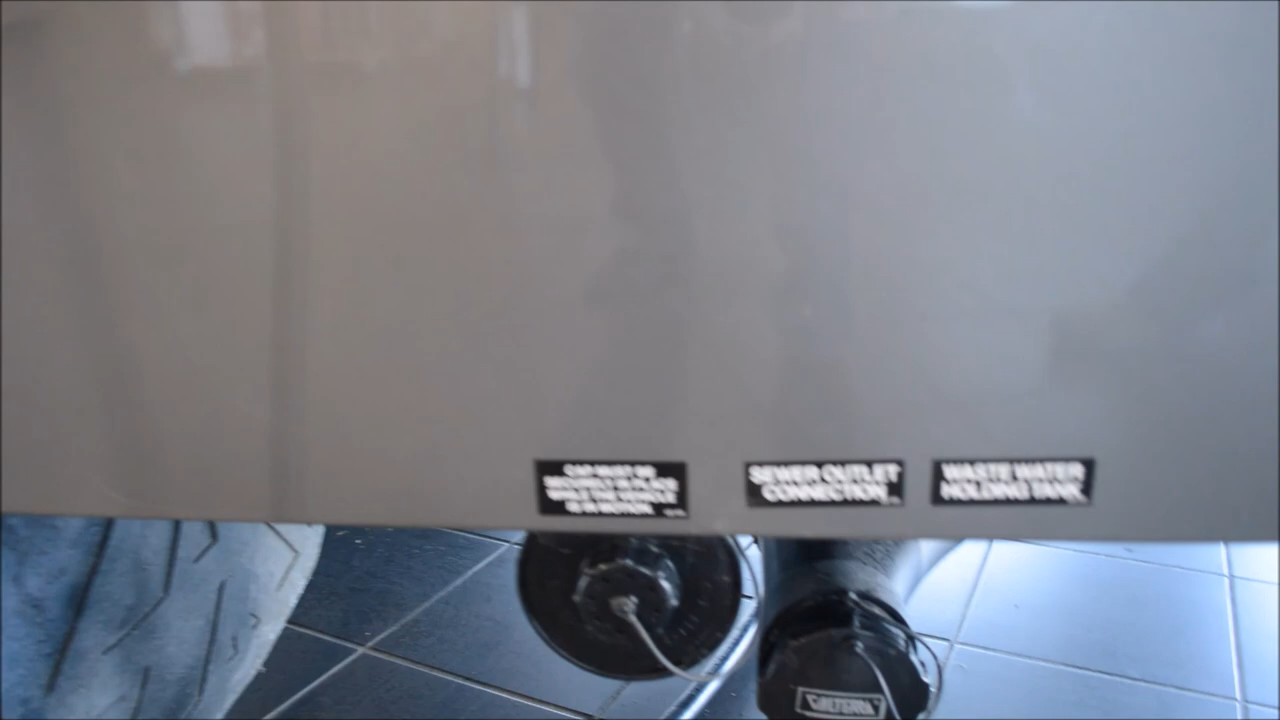 CAP MUST BE
SECURELY IN PLACE
WHILE THE VEHICLE
IS IN MOTION
SEWER OUTLET
CONNECTION
WASTE WATER
HOLDING TANK
VALTERRA